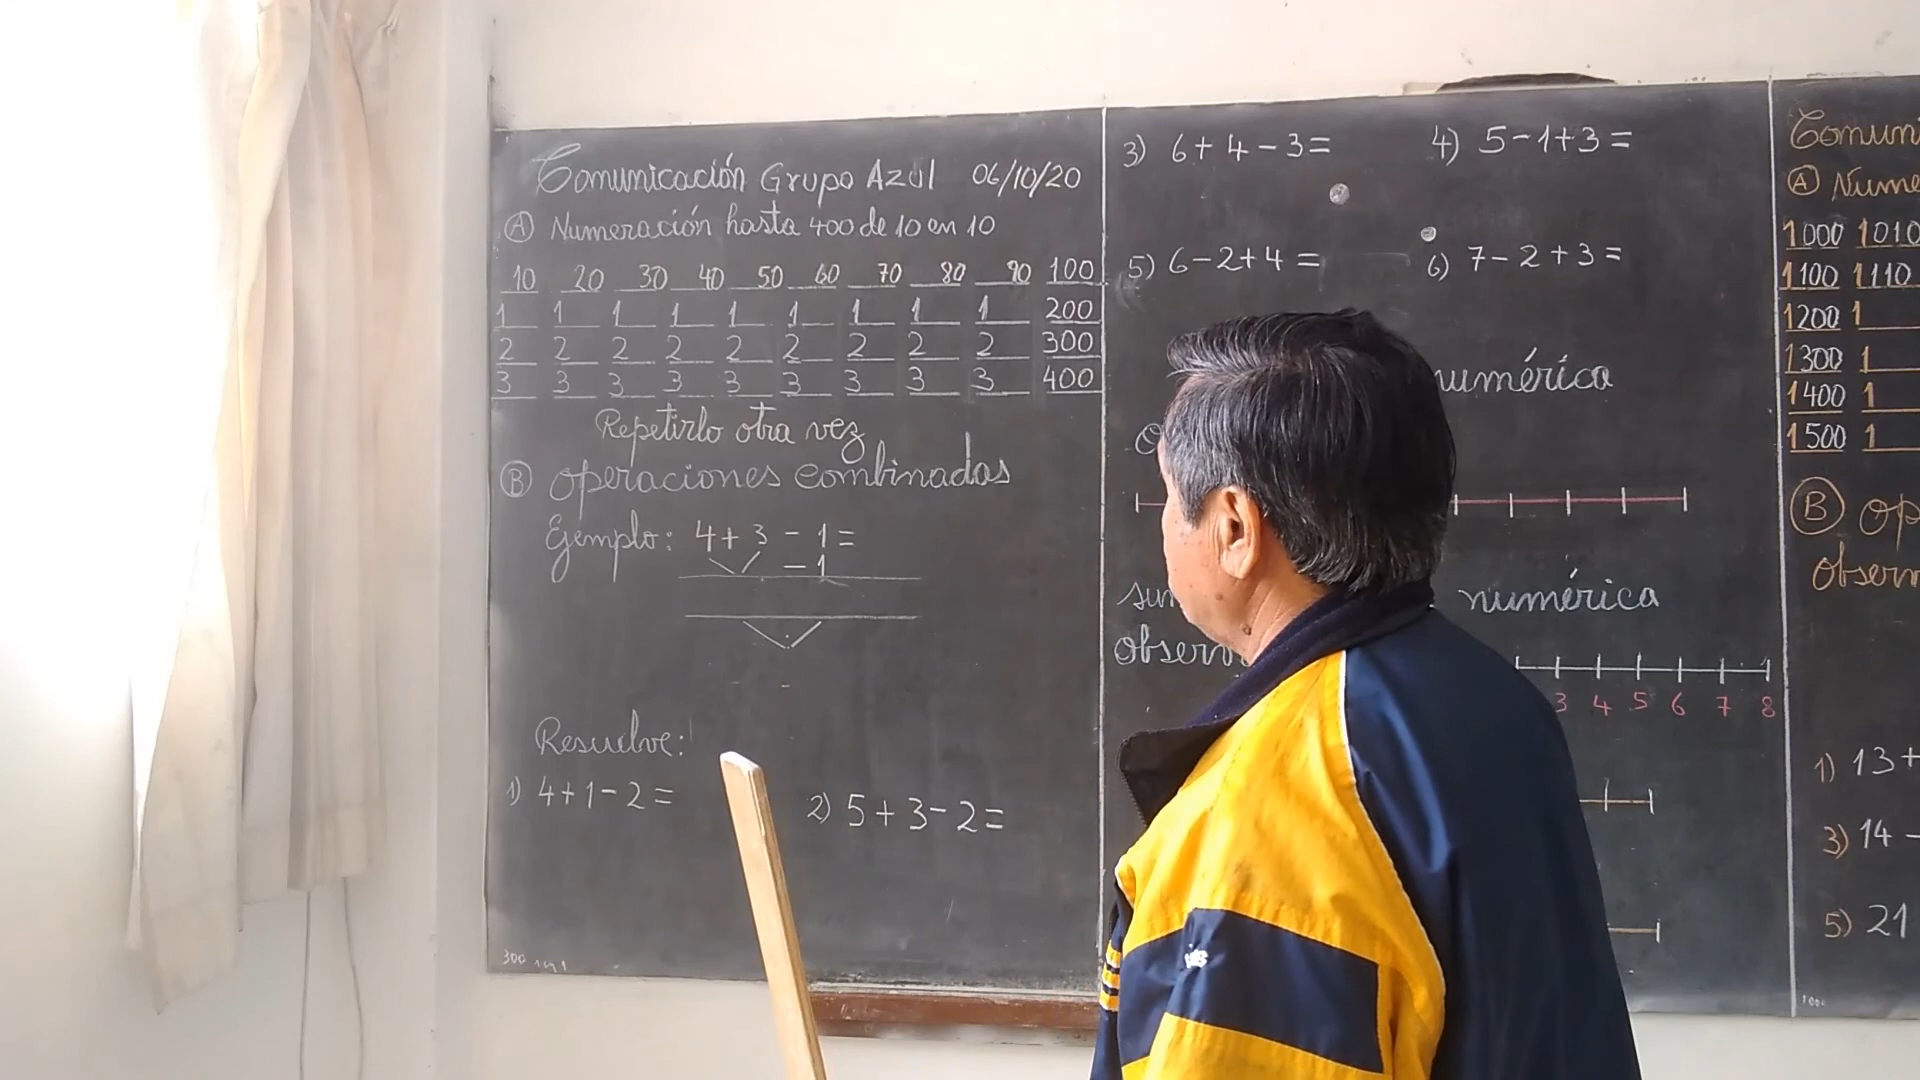 Comunicación Grupo Azul 06/10/20
Ⓐ Numeración hasta 400 de 10 en 10
10 20 30 40 50 60 70 80 90 100
1 1 1 1 1 1 1 1 1 200
2 2 2 2 2 2 2 2 2 300
3 3 3 3 3 3 3 3 3 400
Repetirlo otra vez
Ⓑ Operaciones combinadas
Ejemplo: 4+3-1=
-1
Resuelve:
1) 4+1-2=
2) 5+3-2=
300
3) 6+4-3=
4) 5-1+3=
5) 6-2+4=
6) 7-2+3=
numérica
numérica
3 4 5 6 7 8
Ⓐ
1000 1010
1100 1110
1200 1
1300 1
1400 1
1500 1
Ⓑ
1) 13+
3) 14-
5) 21